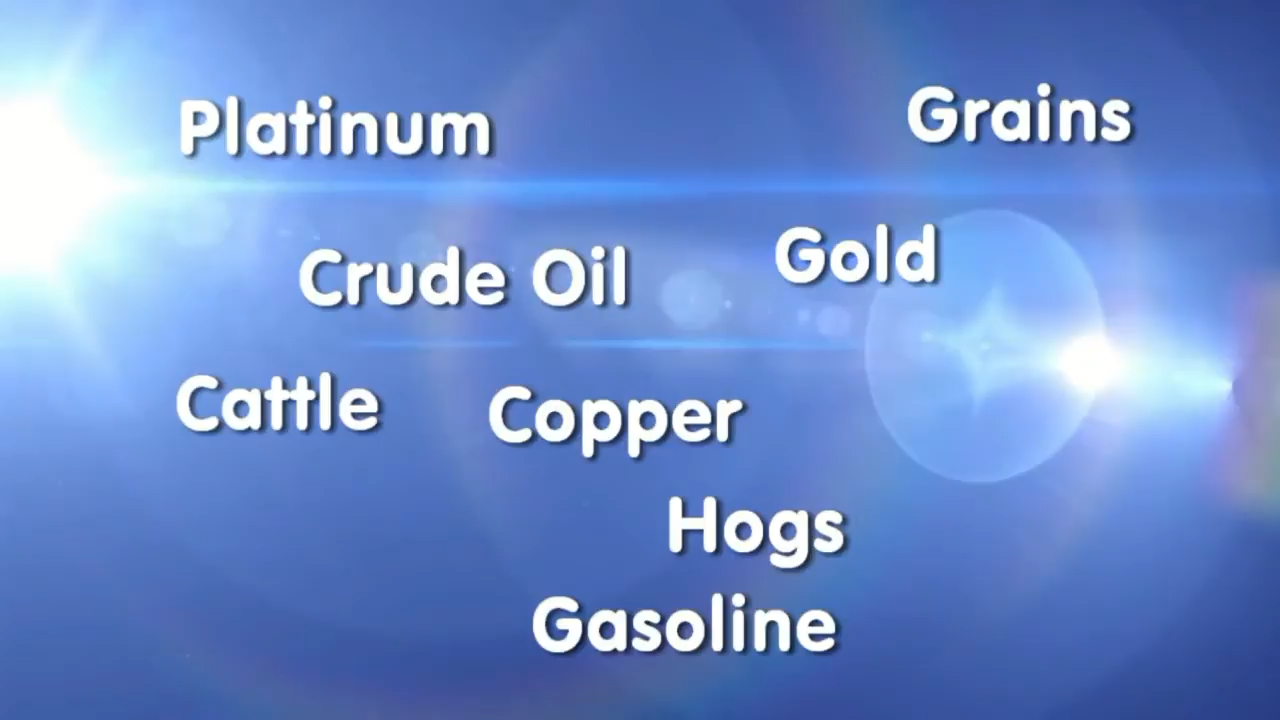 Platinum
Grains
Crude Oil
Gold
Cattle
Copper
Hogs
Gasoline